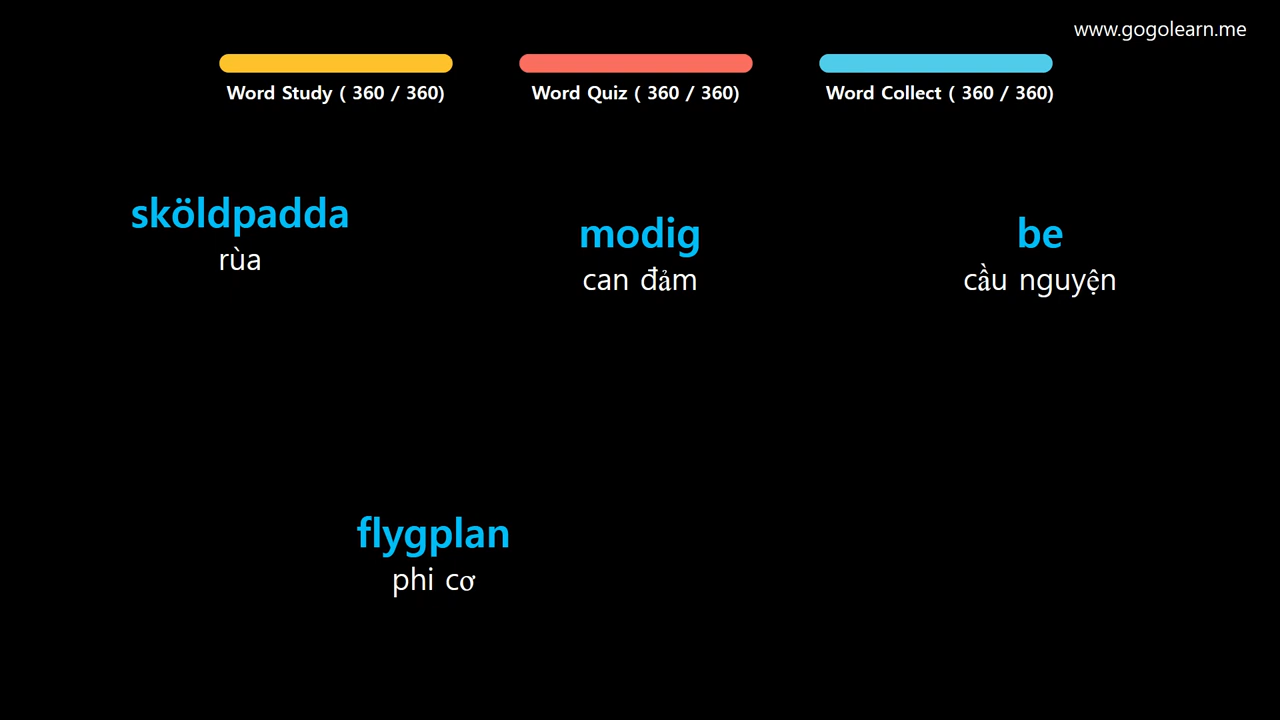 www.gogolearn.me
Word Study ( 360 / 360)
Word Quiz ( 360 / 360)
Word Collect ( 360 / 360)
sköldpadda
rùa
modig
can đảm
be
cầu nguyện
flygplan
phi cơ